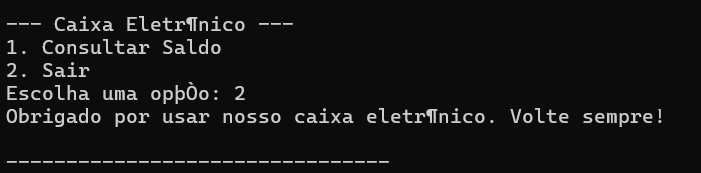 --- Caixa Eletr¶nico ---
1. Consultar Saldo
2. Sair
Escolha uma opþÒo: 2
Obrigado por usar nosso caixa eletr¶nico. Volte sempre!
--------------------------------